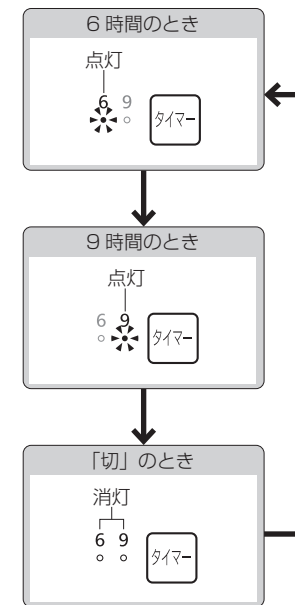 6時間のとき
点灯
6 9
タイマー
9時間のとき
点灯
6 9
タイマー
「切」のとき
消灯
6 9
タイマー